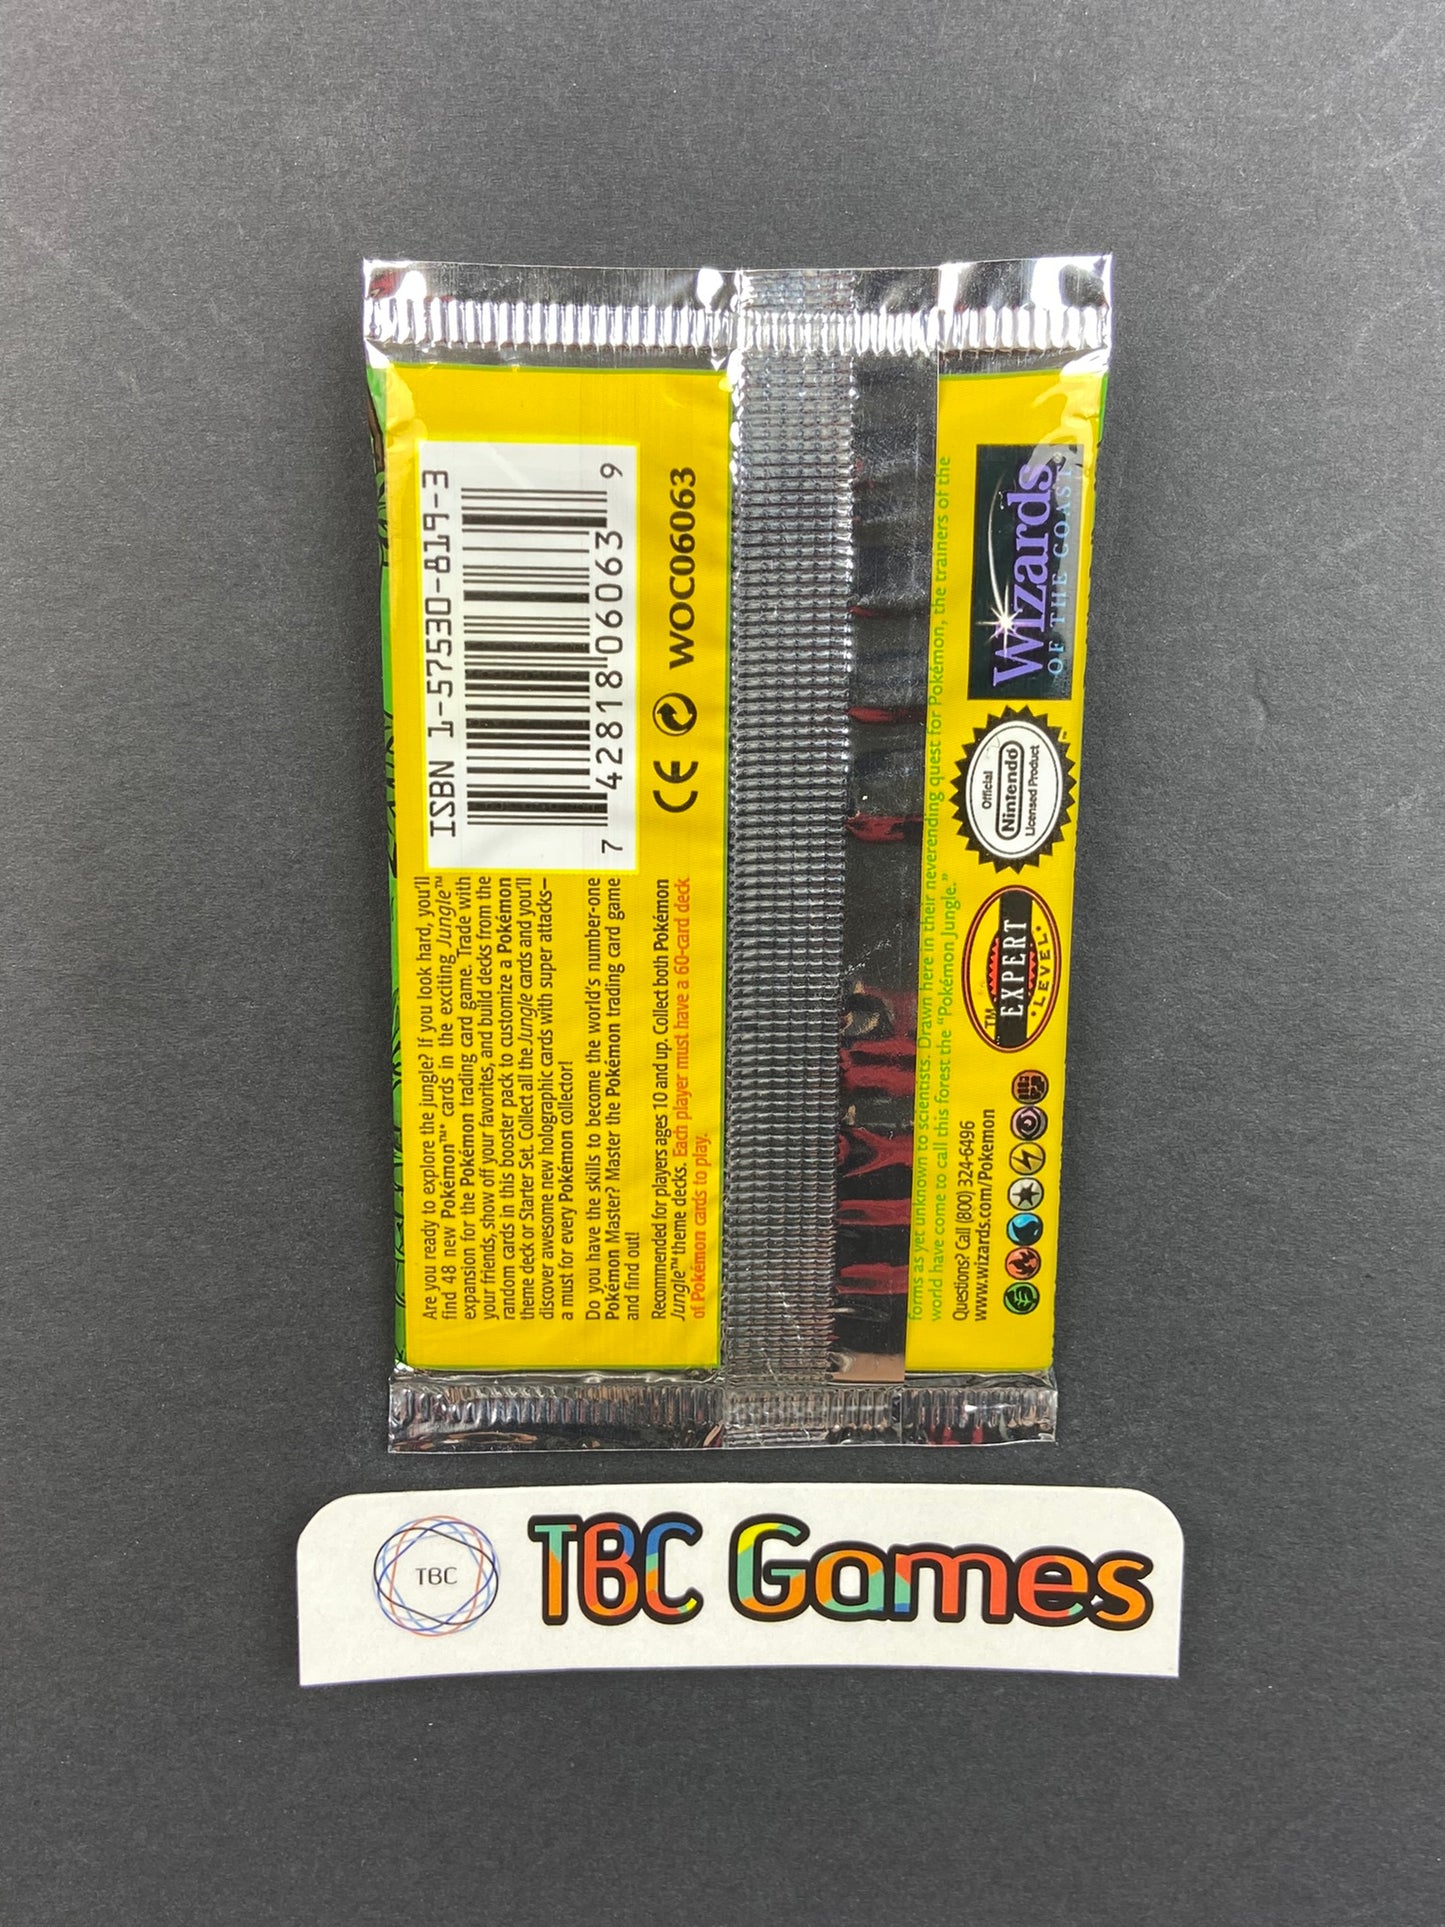 ISBN 1-57530-819-3
7 42818 06063 9
CE WOC06063
Are you ready to explore the jungle? If you look hard, you'll
find 48 new Pokémon™* cards in the exciting Jungle™
expansion for the Pokémon trading card game. Trade with
your friends, show off your favorites, and build decks from the
random cards in this booster pack to customize a Pokémon
theme deck or Starter Set. Collect all the Jungle cards and you'll
discover awesome new holographic cards with super attacks–
a must for every Pokémon collector!
Do you have the skills to become the world's number-one
Pokémon Master? Master the Pokémon trading card game
and find out!
Recommended for players ages 10 and up. Collect both Pokémon
Jungle™ theme decks. Each player must have a 60-card deck
of Pokémon cards to play.
forms as yet unknown to scientists. Drawn here in their neverending quest for Pokémon, the trainers of the
world have come to call this forest the "Pokémon Jungle."
Questions? Call (800) 324-6496
www.wizards.com/Pokemon
™
EXPERT
• LEVEL •
Official
Nintendo
Licensed Product
™
Wizards
OF THE COAST®
TBC
TBC Games